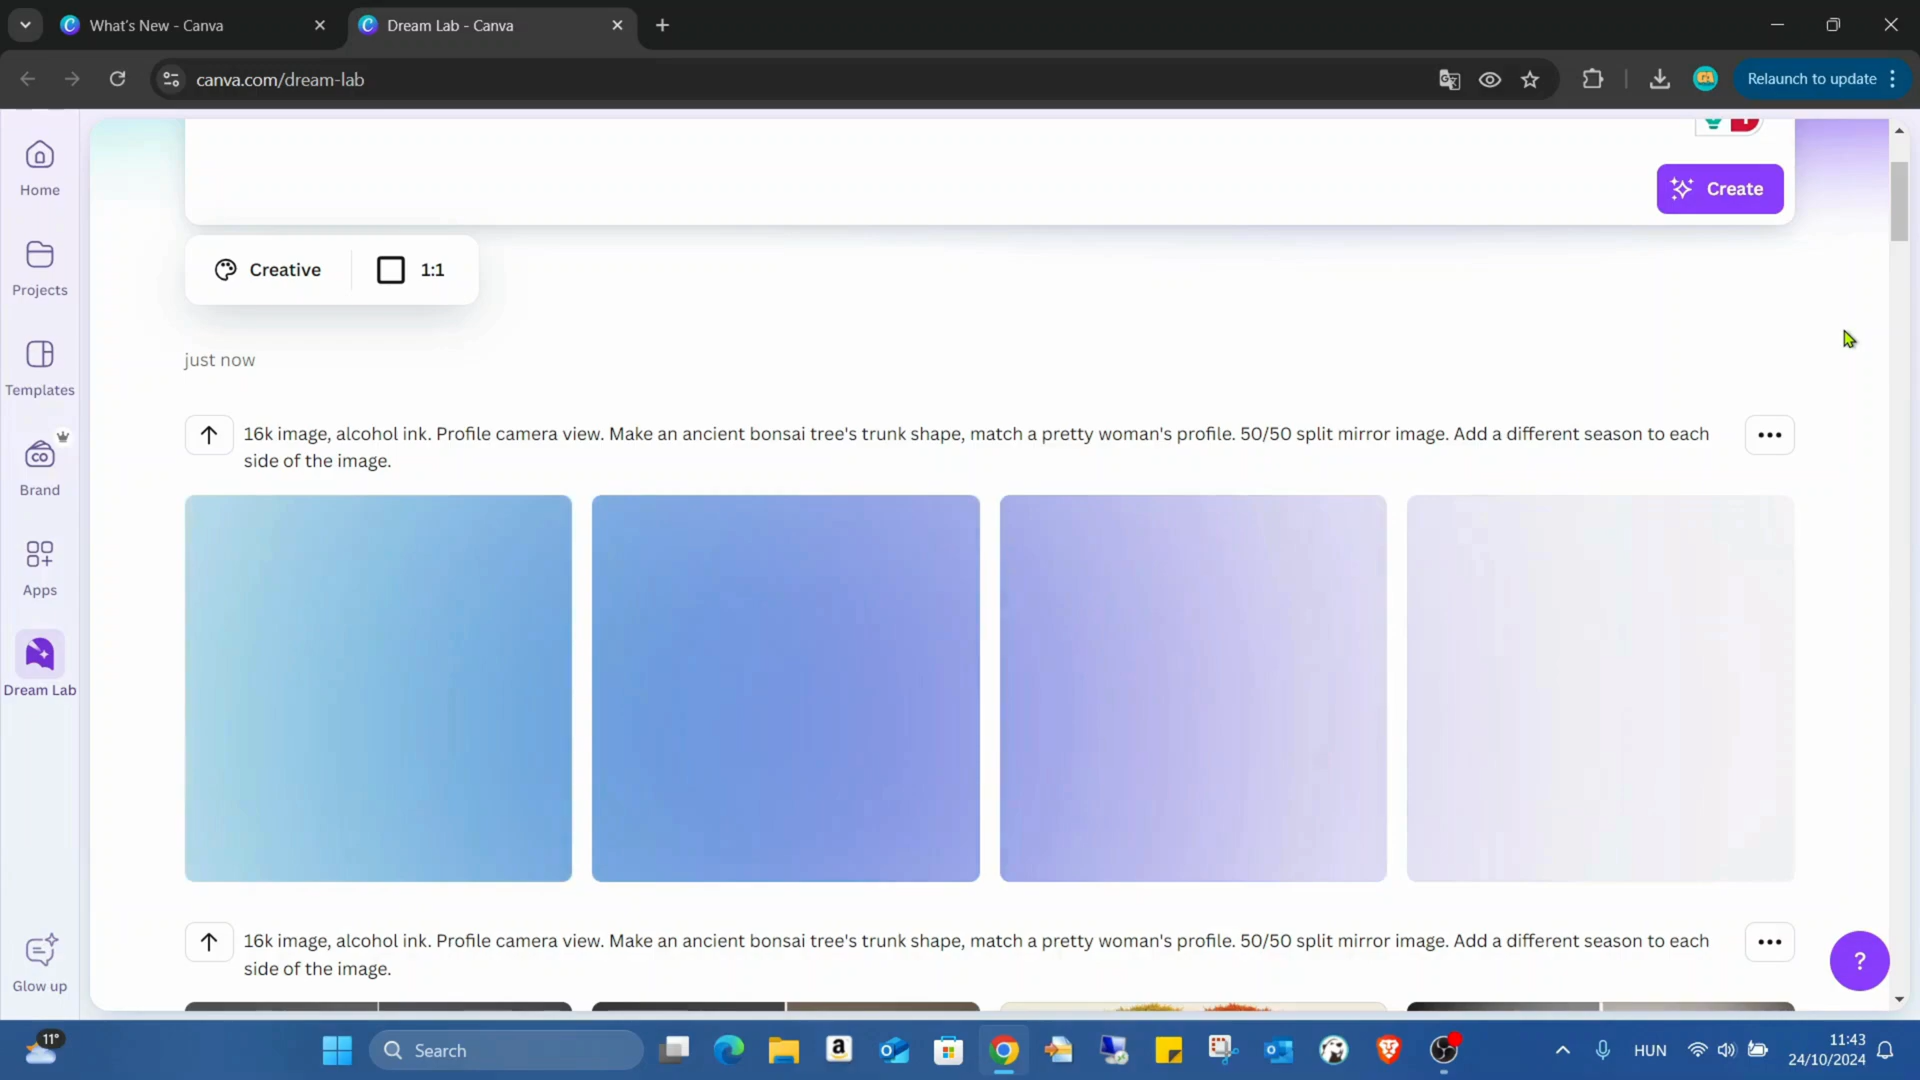 What's New - Canva
Dream Lab - Canva
canva.com/dream-lab
Relaunch to update
Home
Projects
Templates
Brand
Apps
Dream Lab
Glow up
Create
Creative
1:1
just now
16k image, alcohol ink. Profile camera view. Make an ancient bonsai tree's trunk shape, match a pretty woman's profile. 50/50 split mirror image. Add a different season to each
side of the image.
16k image, alcohol ink. Profile camera view. Make an ancient bonsai tree's trunk shape, match a pretty woman's profile. 50/50 split mirror image. Add a different season to each
side of the image.
?
11°
Search
HUN
11:43
24/10/2024